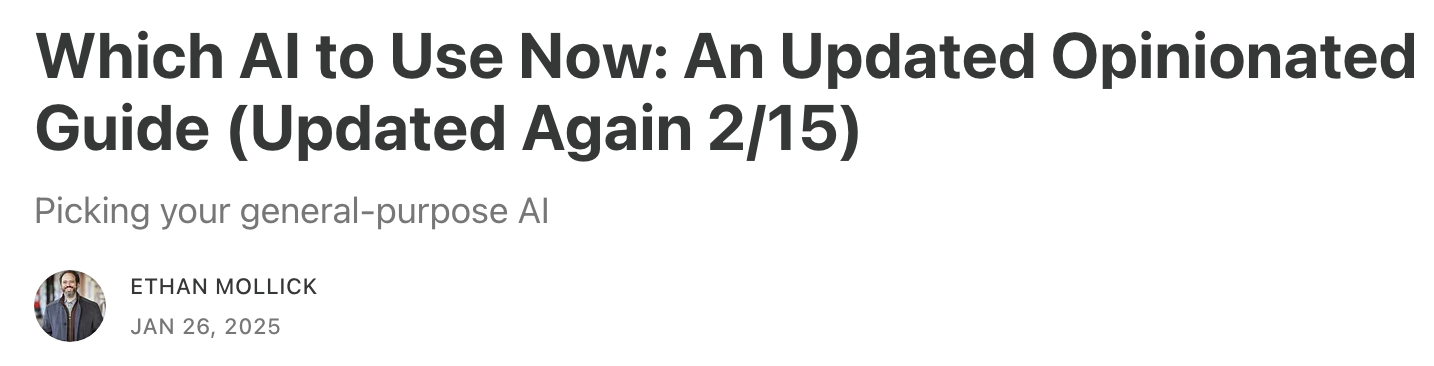 Which AI to Use Now: An Updated Opinionated
Guide (Updated Again 2/15)
Picking your general-purpose AI
ETHAN MOLLICK
JAN 26, 2025